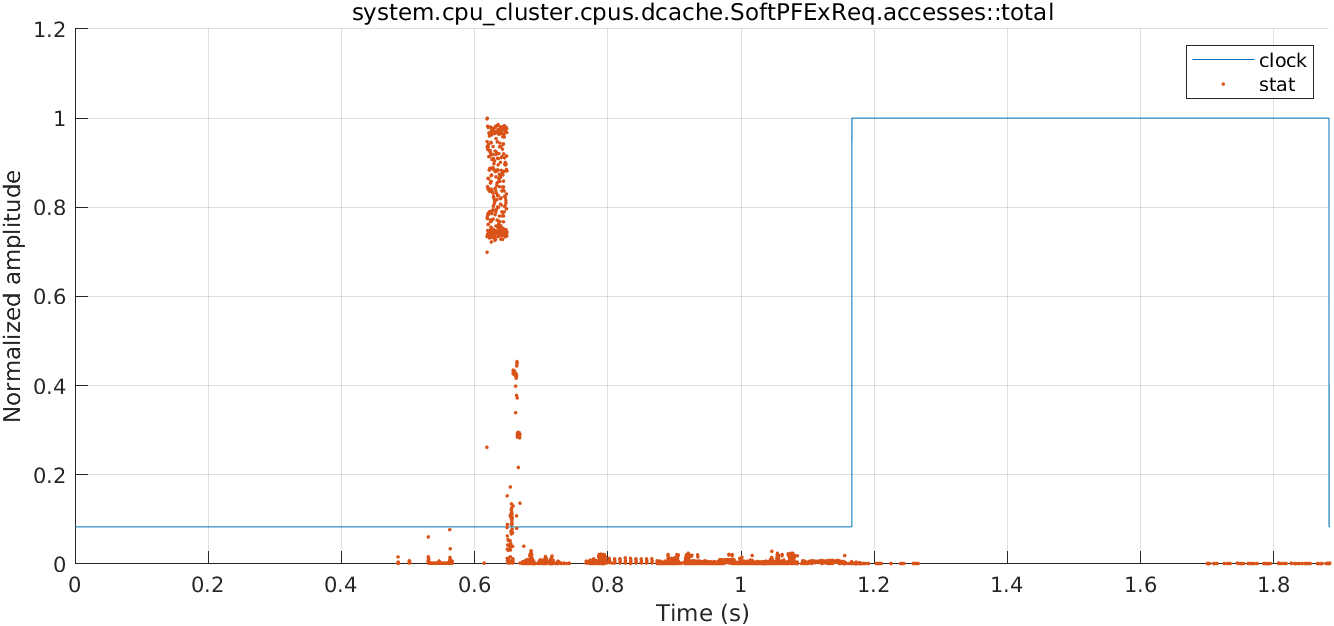 system.cpu_cluster.cpus.dcache.SoftPFExReq.accesses::total
1.2
1
0.8
0.6
0.4
0.2
0
Normalized amplitude
clock
stat
0 0.2 0.4 0.6 0.8 1 1.2 1.4 1.6 1.8
Time (s)